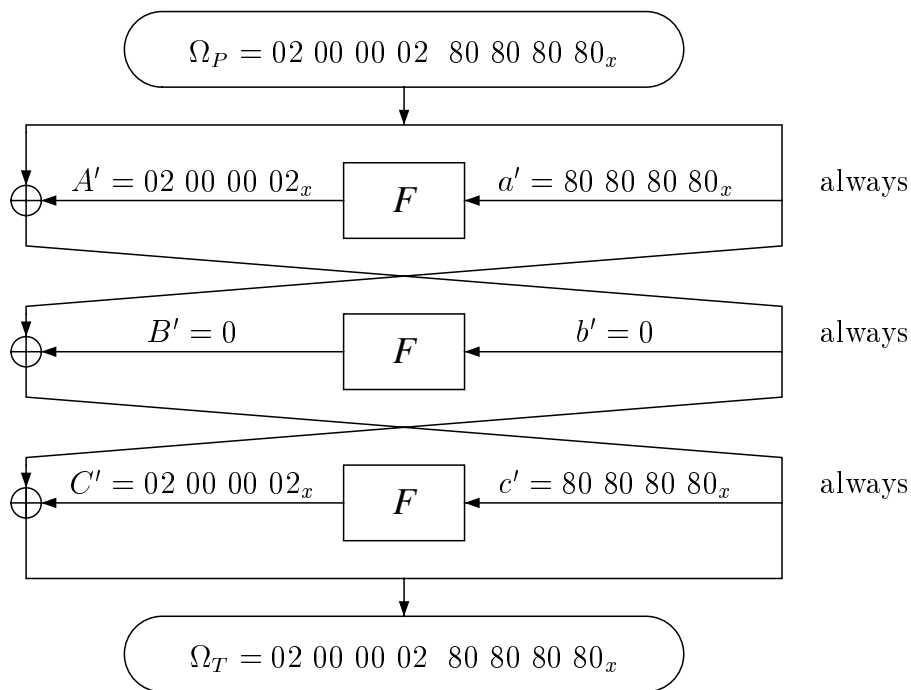 Ω_P = 02 00 00 02 80 80 80 80_x
A′ = 02 00 00 02_x F a′ = 80 80 80 80_x always
B′ = 0 F b′ = 0 always
C′ = 02 00 00 02_x F c′ = 80 80 80 80_x always
Ω_T = 02 00 00 02 80 80 80 80_x